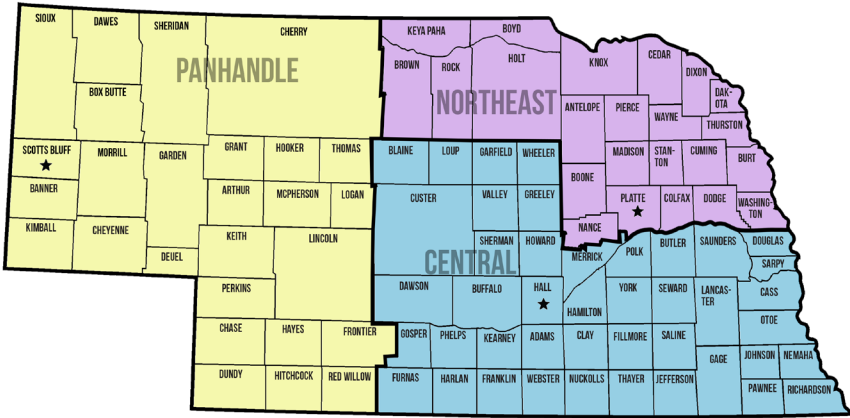 SIOUX
DAWES
SHERIDAN
CHERRY
KEYA PAHA
BOYD
PANHANDLE
BROWN
ROCK
HOLT
KNOX
CEDAR
DIXON
DAK-
OTA
BOX BUTTE
NORTHEAST
ANTELOPE
PIERCE
WAYNE
THURSTON
SCOTTS BLUFF
MORRILL
GARDEN
GRANT
HOOKER
THOMAS
BLAINE
LOUP
GARFIELD
WHEELER
MADISON
STAN-
TON
CUMING
BURT
BOONE
BANNER
ARTHUR
MCPHERSON
LOGAN
CUSTER
VALLEY
GREELEY
PLATTE
COLFAX
DODGE
WASHING-
TON
KIMBALL
CHEYENNE
KEITH
LINCOLN
NANCE
SHERMAN
HOWARD
MERRICK
POLK
BUTLER
SAUNDERS
DOUGLAS
DEUEL
CENTRAL
SARPY
PERKINS
DAWSON
BUFFALO
HALL
YORK
SEWARD
LANCAS-
TER
CASS
HAMILTON
OTOE
CHASE
HAYES
FRONTIER
GOSPER
PHELPS
KEARNEY
ADAMS
CLAY
FILLMORE
SALINE
GAGE
JOHNSON
NEMAHA
DUNDY
HITCHCOCK
RED WILLOW
FURNAS
HARLAN
FRANKLIN
WEBSTER
NUCKOLLS
THAYER
JEFFERSON
PAWNEE
RICHARDSON